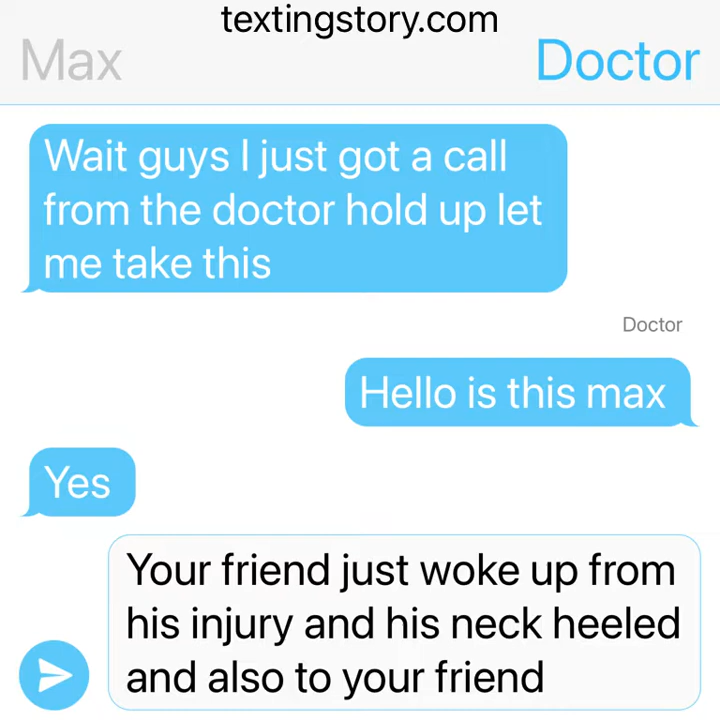 textingstory.com
Max
Doctor
Wait guys I just got a call
from the doctor hold up let
me take this
Doctor
Hello is this max
Yes
Your friend just woke up from
his injury and his neck heeled
and also to your friend